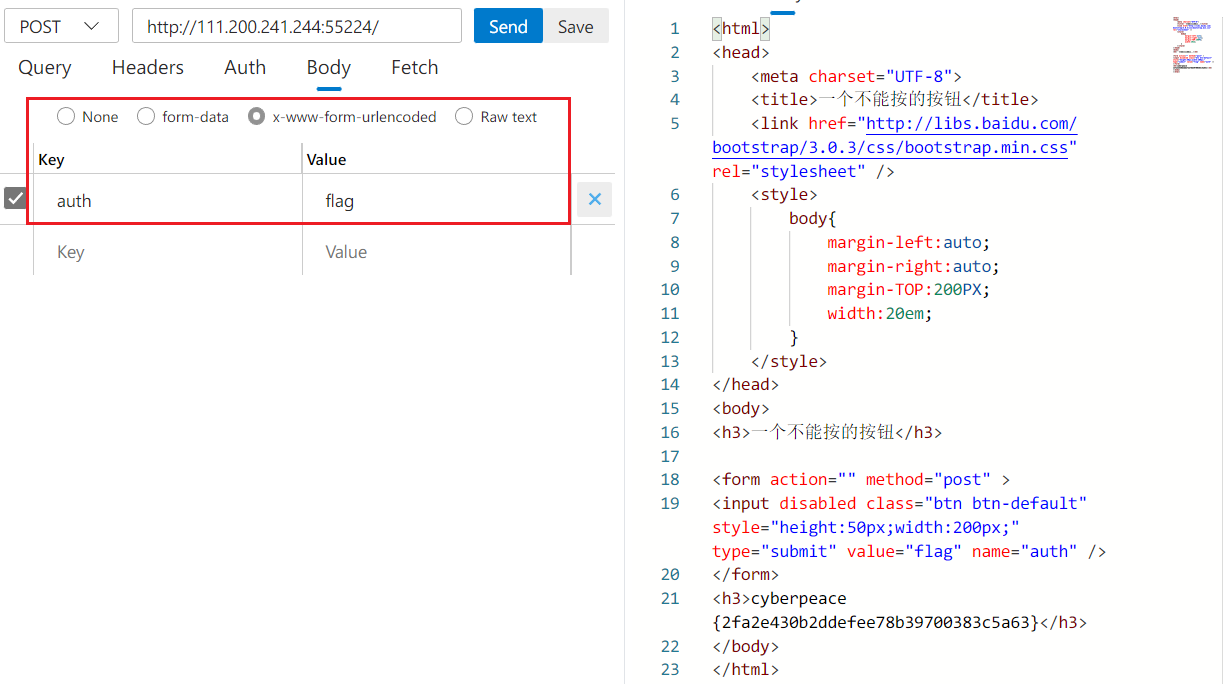 POST
http://111.200.241.244:55224/
Send
Save
Query
Headers
Auth
Body
Fetch
None
form-data
x-www-form-urlencoded
Raw text
Key
Value
auth
flag
Key
Value
1 <html>
2 <head>
3 <meta charset="UTF-8">
4 <title>一个不能按的按钮</title>
5 <link href="http://libs.baidu.com/
bootstrap/3.0.3/css/bootstrap.min.css"
rel="stylesheet" />
6 <style>
7 body{
8 margin-left:auto;
9 margin-right:auto;
10 margin-TOP:200PX;
11 width:20em;
12 }
13 </style>
14 </head>
15 <body>
16 <h3>一个不能按的按钮</h3>
17
18 <form action="" method="post" >
19 <input disabled class="btn btn-default"
style="height:50px;width:200px;"
type="submit" value="flag" name="auth" />
20 </form>
21 <h3>cyberpeace
{2fa2e430b2ddefee78b39700383c5a63}</h3>
22 </body>
23 </html>